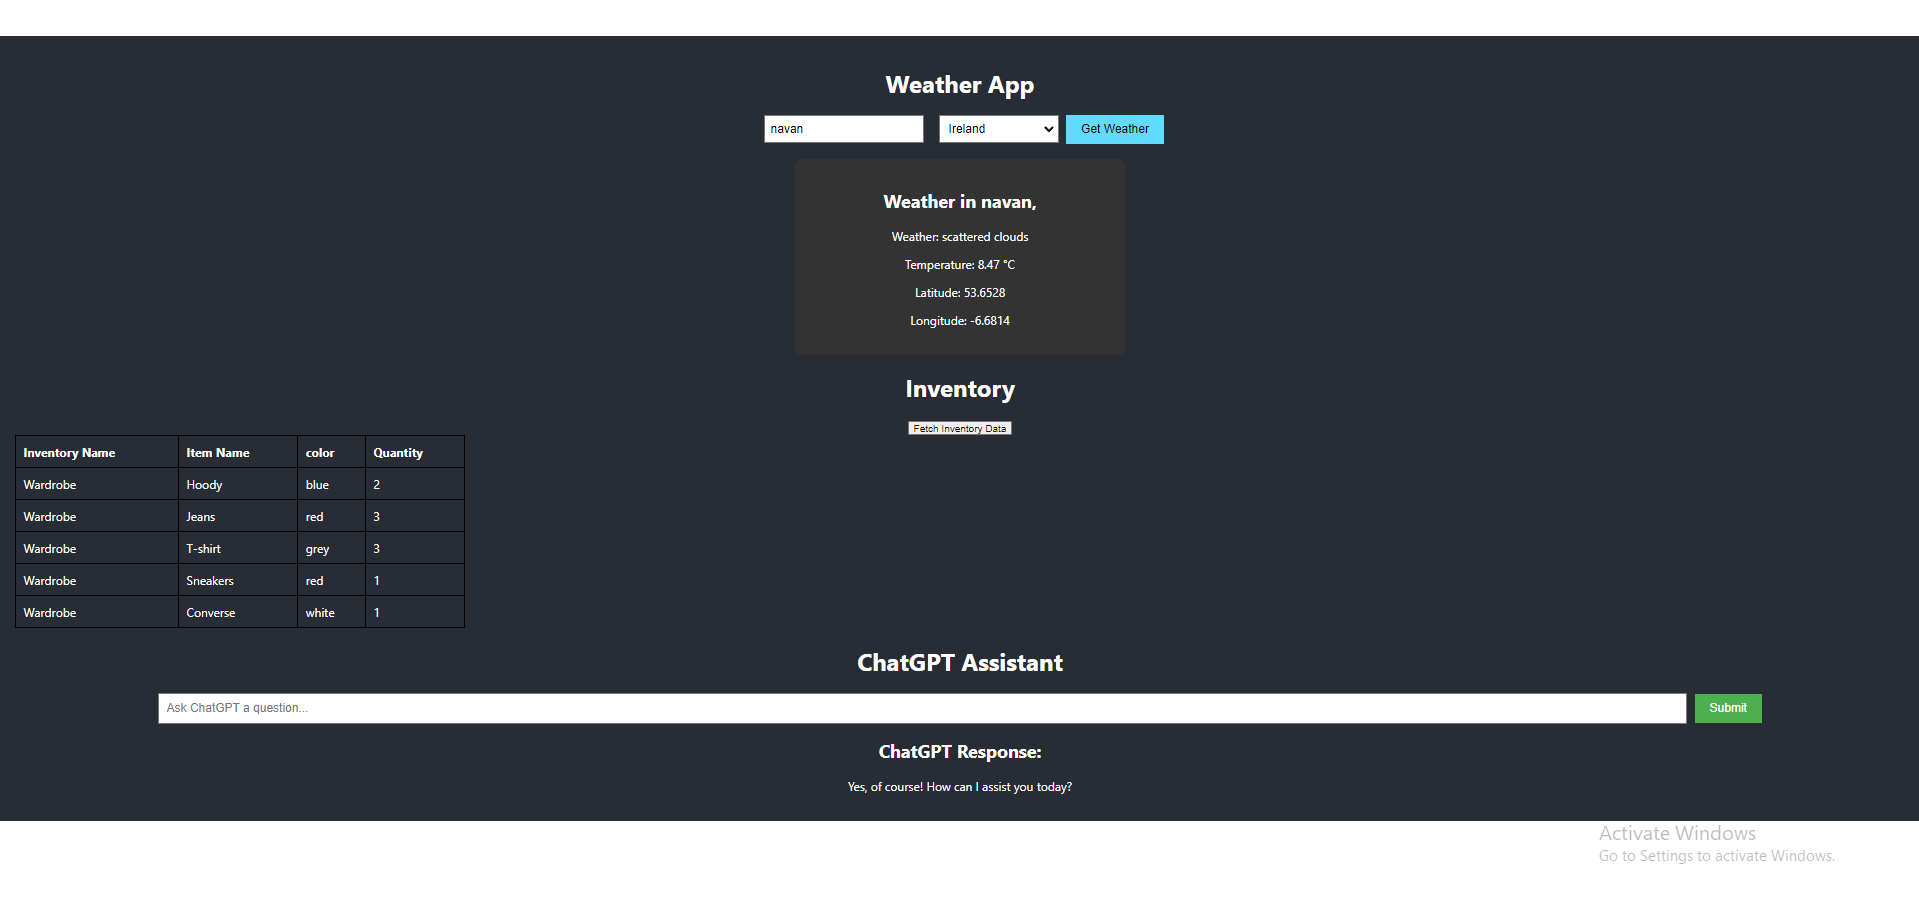 Weather App
navan Ireland Get Weather
Weather in navan,
Weather: scattered clouds
Temperature: 8.47 °C
Latitude: 53.6528
Longitude: -6.6814
Inventory
Fetch Inventory Data
Inventory Name Item Name color Quantity
Wardrobe Hoody blue 2
Wardrobe Jeans red 3
Wardrobe T-shirt grey 3
Wardrobe Sneakers red 1
Wardrobe Converse white 1
ChatGPT Assistant
Ask ChatGPT a question... Submit
ChatGPT Response:
Yes, of course! How can I assist you today?
Activate Windows
Go to Settings to activate Windows.